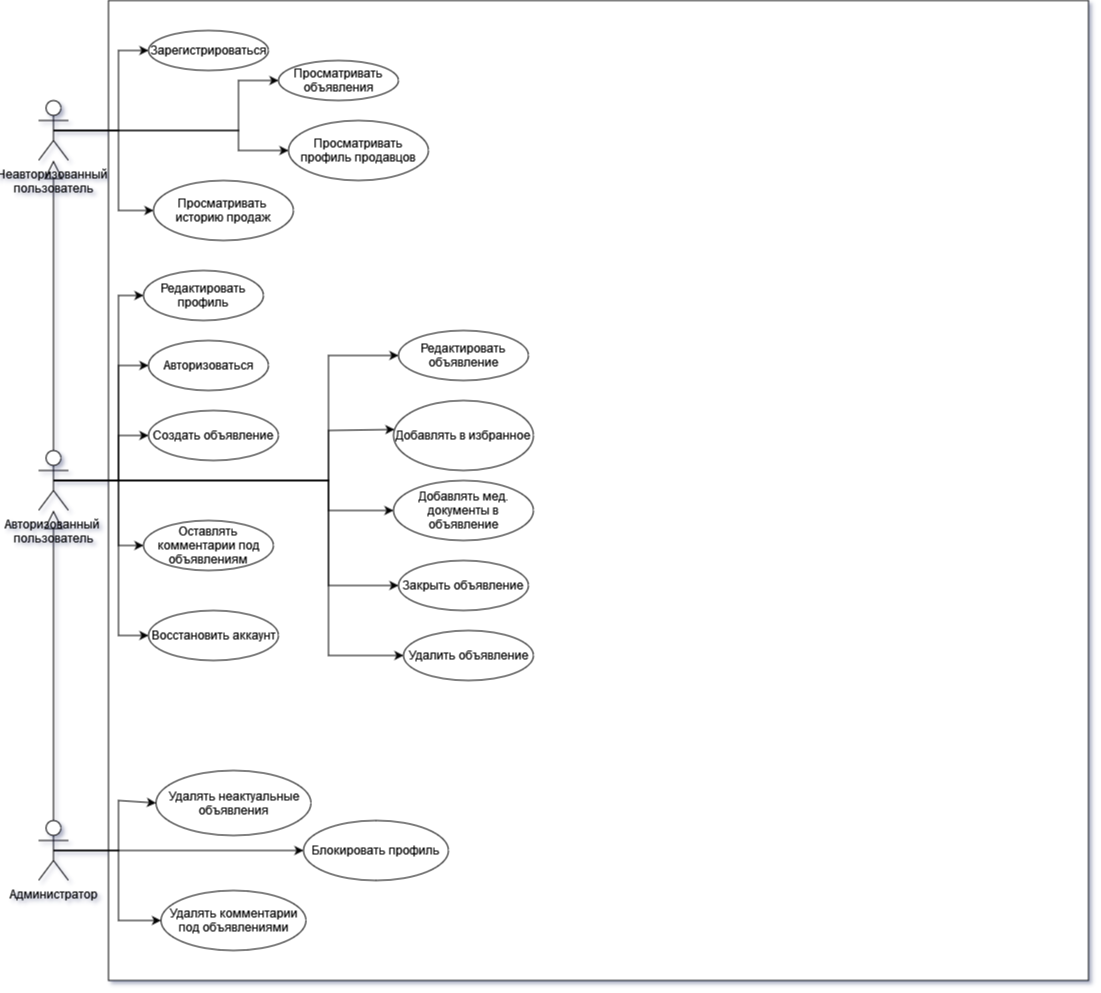 Зарегистрироваться
Просматривать
объявления
Просматривать
профиль продавцов
Неавторизованный
пользователь
Просматривать
историю продаж
Редактировать
профиль
Авторизоваться
Создать объявление
Редактировать
объявление
Добавлять в избранное
Добавлять мед.
документы в
объявление
Авторизованный
пользователь
Оставлять
комментарии под
объявлениям
Закрыть объявление
Восстановить аккаунт
Удалить объявление
Удалять неактуальные
объявления
Блокировать профиль
Администратор
Удалять комментарии
под объявлениями